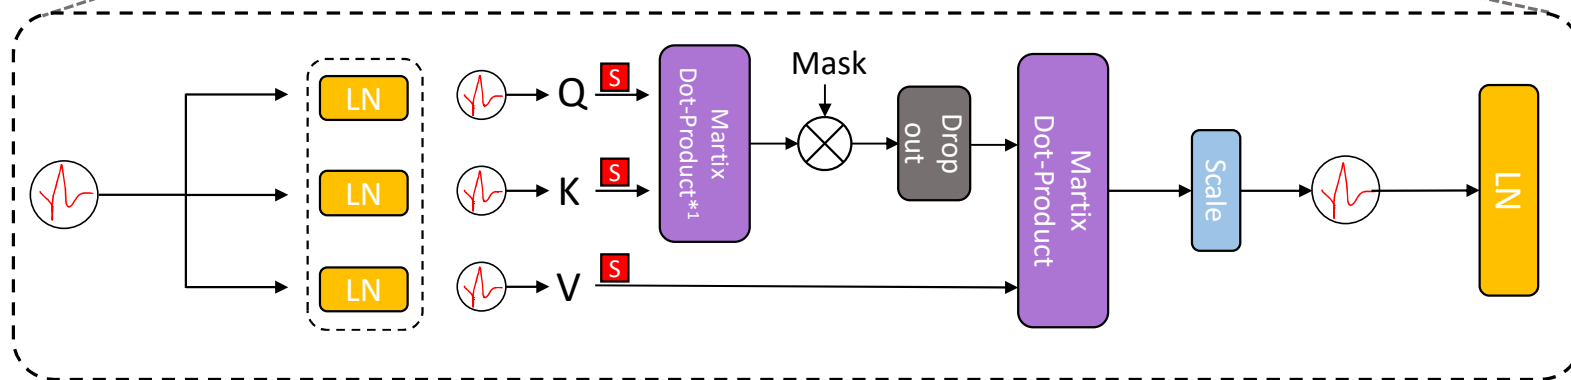 LN
LN
LN
Q
S
K
S
V
S
Martix
Dot-Product*1
Mask
Drop
out
Martix
Dot-Product
Scale
LN